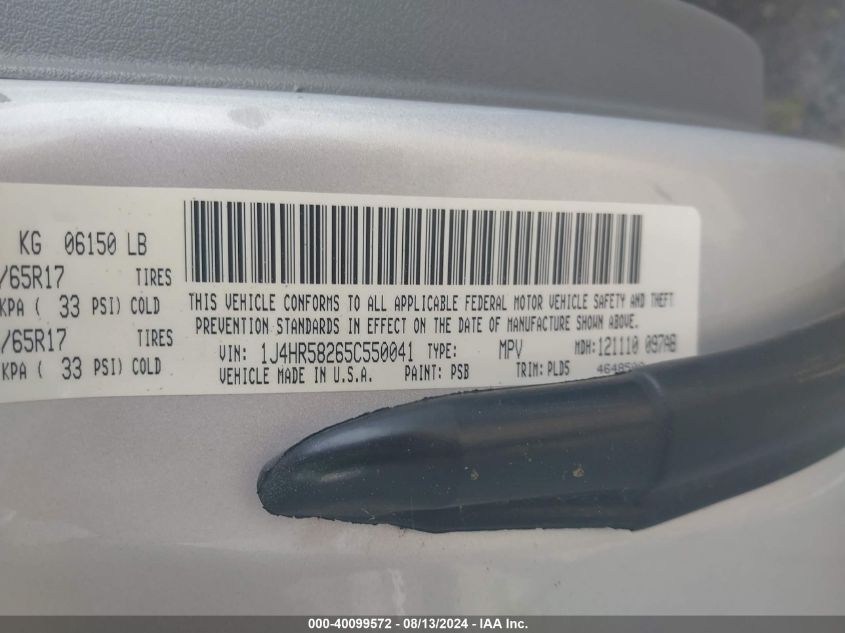 KG 06150 LB
/65R17 TIRES
KPA ( 33 PSI) COLD
/65R17 TIRES
KPA ( 33 PSI) COLD
THIS VEHICLE CONFORMS TO ALL APPLICABLE FEDERAL MOTOR VEHICLE SAFETY AND THEFT
PREVENTION STANDARDS IN EFFECT ON THE DATE OF MANUFACTURE SHOWN ABOVE.
VIN: 1J4HR58265C550041 TYPE: MPV MDH: 121110 097AB
VEHICLE MADE IN U.S.A. PAINT: PSB TRIM: PLD5
000-40099572 - 08/13/2024 - IAA Inc.